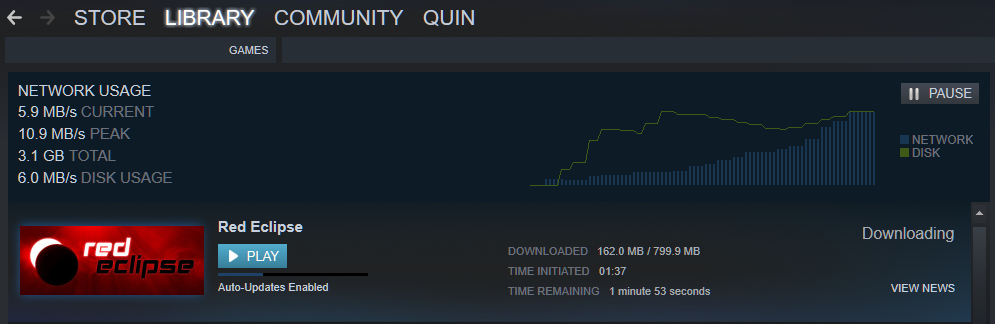 STORE LIBRARY COMMUNITY QUIN
GAMES
NETWORK USAGE
5.9 MB/s CURRENT
10.9 MB/s PEAK
3.1 GB TOTAL
6.0 MB/s DISK USAGE
PAUSE
NETWORK
DISK
red
eclipse
Red Eclipse
PLAY
Auto-Updates Enabled
DOWNLOADED 162.0 MB / 799.9 MB
TIME INITIATED 01:37
TIME REMAINING 1 minute 53 seconds
Downloading
VIEW NEWS